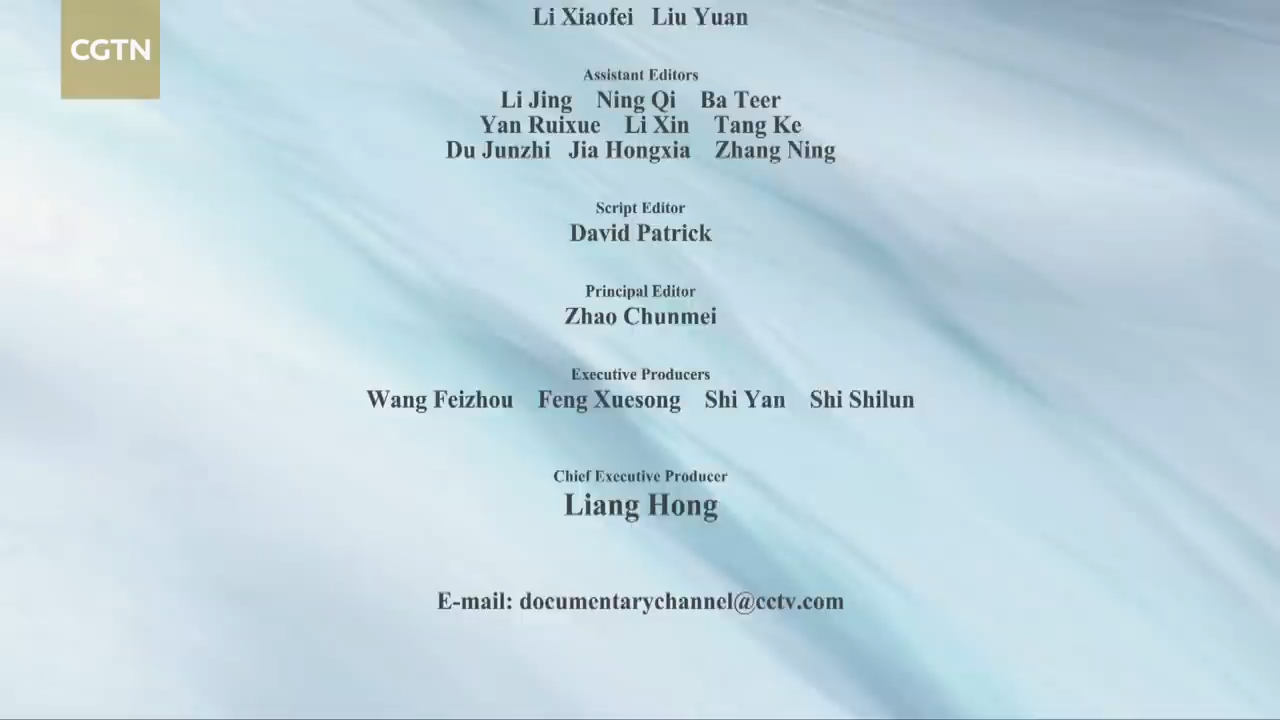 CGTN
Li Xiaofei Liu Yuan
Assistant Editors
Li Jing Ning Qi Ba Teer
Yan Ruixue Li Xin Tang Ke
Du Junzhi Jia Hongxia Zhang Ning
Script Editor
David Patrick
Principal Editor
Zhao Chunmei
Executive Producers
Wang Feizhou Feng Xuesong Shi Yan Shi Shilun
Chief Executive Producer
Liang Hong
E-mail: documentarychannel@cctv.com